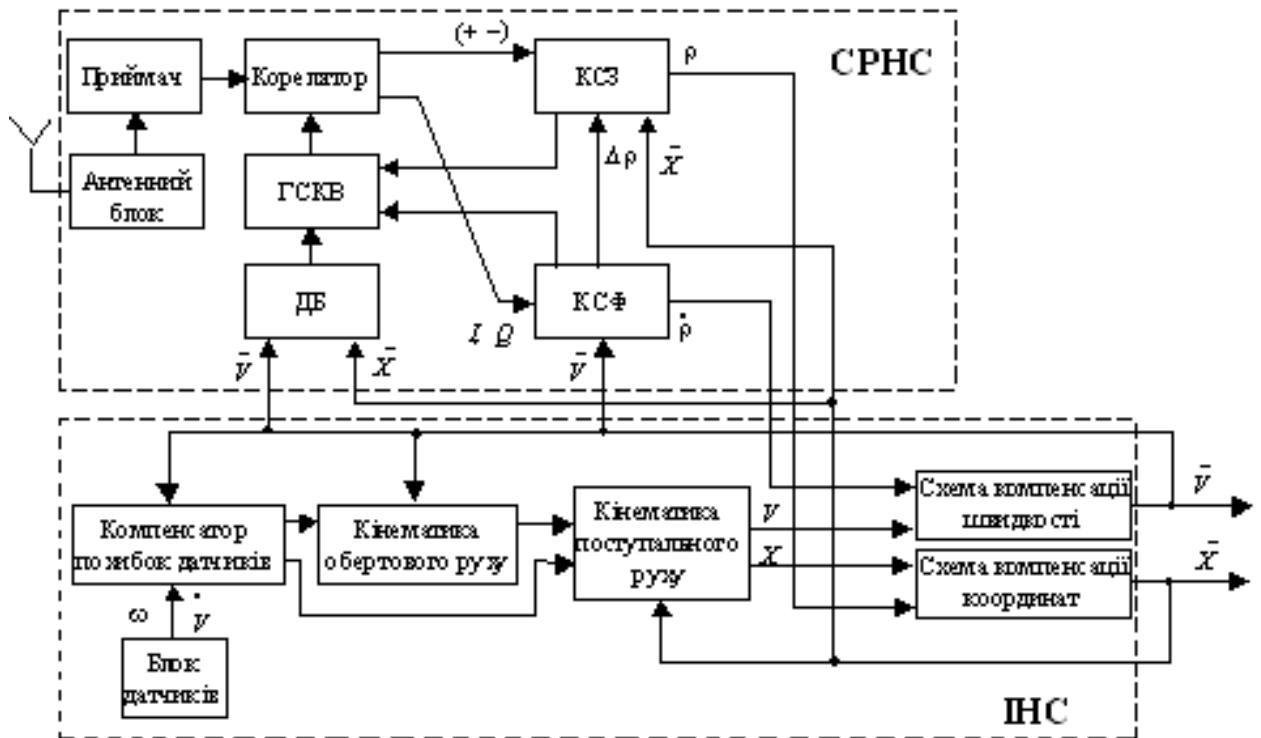 (+ −)
Приймач
Корелятор
КСЗ
ρ
СРНС
Антенний
блок
ГСКВ
Δρ
X̄
ДБ
КСФ
I Q
ρ̇
V̄
X̄
V̄
Компенсатор
похибок датчиків
Кінематика
обертового руху
Кінематика
поступального
руху
V
X
Схема компенсації
швидкості
V̄
Схема компенсації
координат
X̄
ω
V̇
Блок
датчиків
ІНС